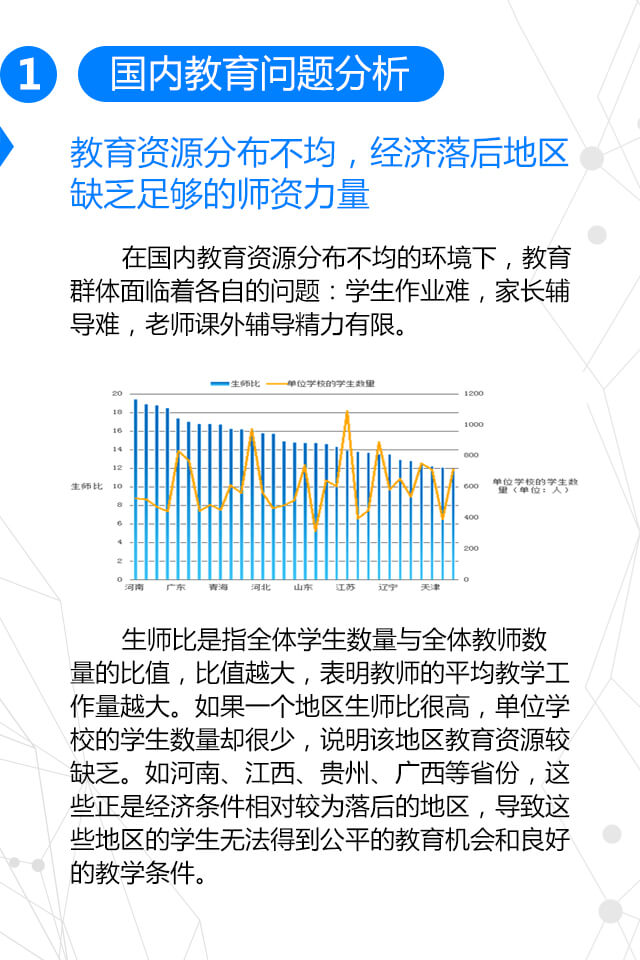 1
国内教育问题分析
教育资源分布不均，经济落后地区
缺乏足够的师资力量
在国内教育资源分布不均的环境下，教育
群体面临着各自的问题：学生作业难，家长辅
导难，老师课外辅导精力有限。
生师比 单位学校的学生数量
20 1200
18 1000
16
14 800
12
生师比 10 600 单位学校的学生数
量（单位：人）
8
6 400
4 200
2
0 0
河南 广东 青海 河北 山东 江苏 辽宁 天津
生师比是指全体学生数量与全体教师数
量的比值，比值越大，表明教师的平均教学工
作量越大。如果一个地区生师比很高，单位学
校的学生数量却很少，说明该地区教育资源较
缺乏。如河南、江西、贵州、广西等省份，这
些正是经济条件相对较为落后的地区，导致这
些地区的学生无法得到公平的教育机会和良好
的教学条件。